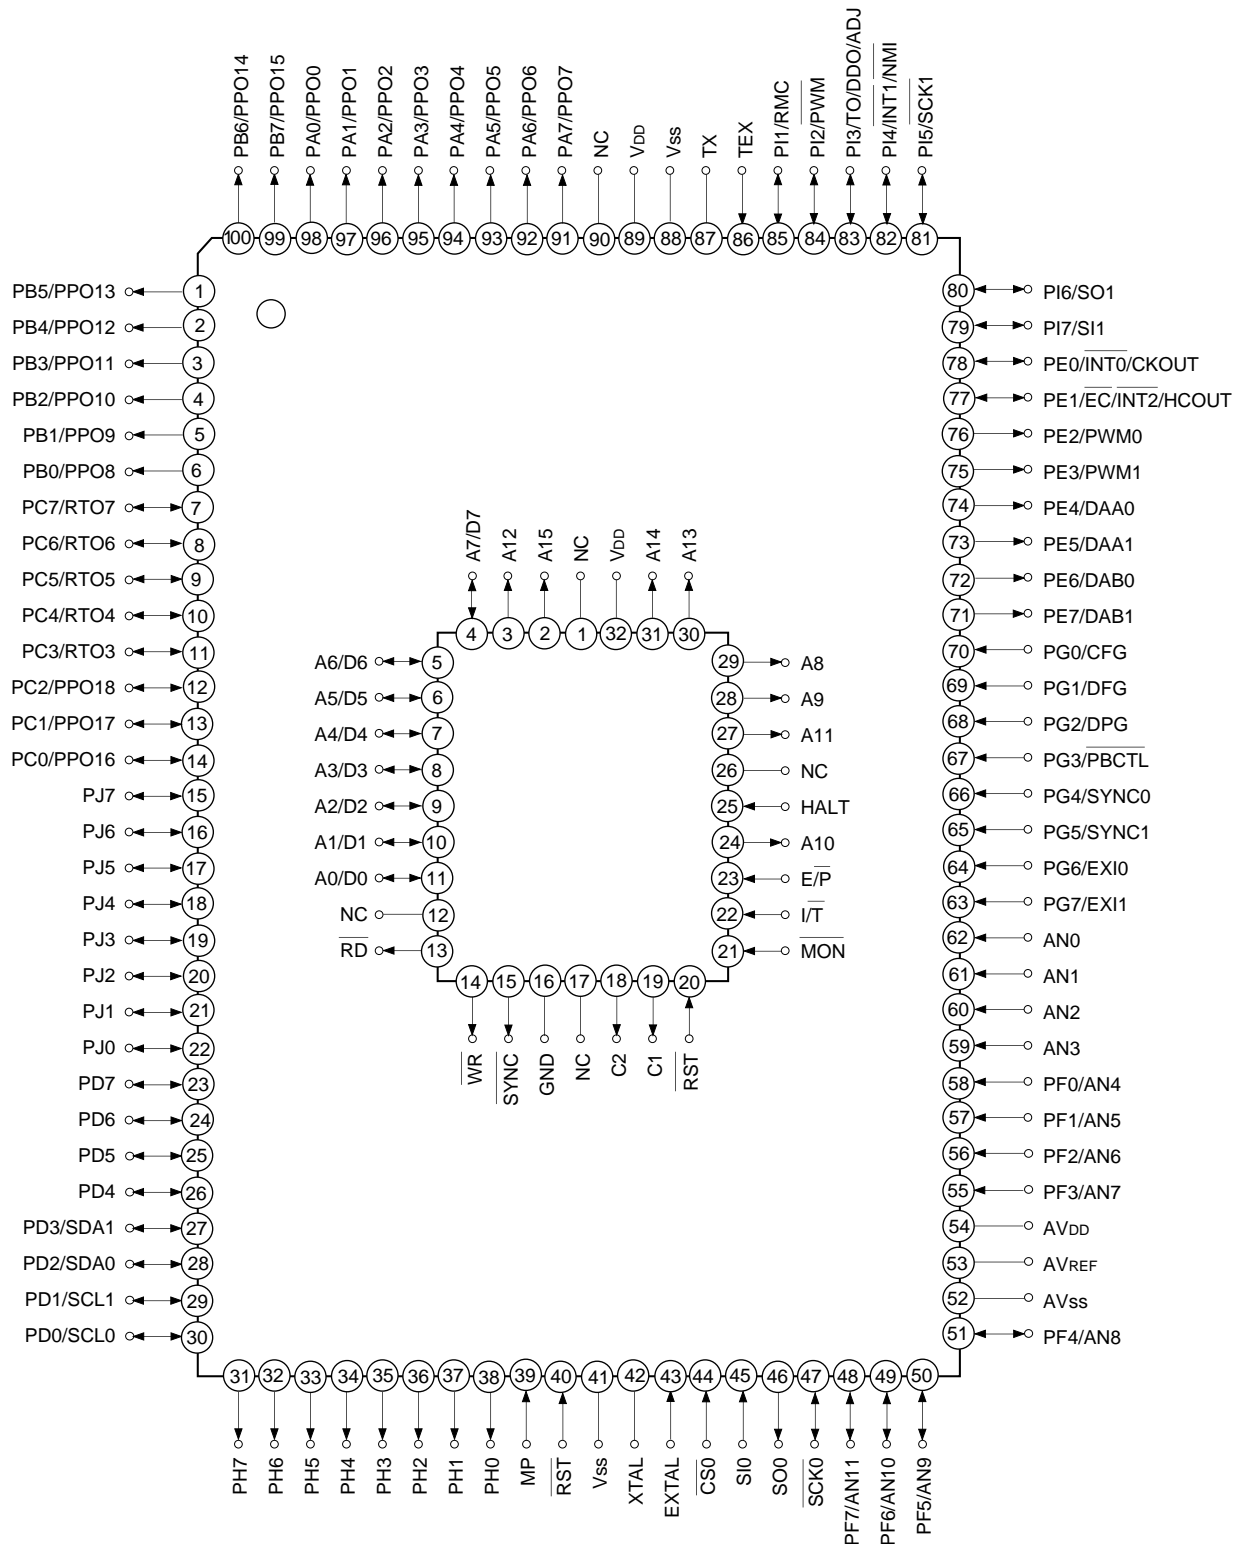 PB6/PPO14
PB7/PPO15
PA0/PPO0
PA1/PPO1
PA2/PPO2
PA3/PPO3
PA4/PPO4
PA5/PPO5
PA6/PPO6
PA7/PPO7
NC
VDD
Vss
TX
TEX
PI1/RMC
PI2/PWM
PI3/TO/DDO/ADJ
PI4/INT1/NMI
PI5/SCK1
100 99 98 97 96 95 94 93 92 91 90 89 88 87 86 85 84 83 82 81
PB5/PPO13 1
PB4/PPO12 2
PB3/PPO11 3
PB2/PPO10 4
PB1/PPO9 5
PB0/PPO8 6
PC7/RTO7 7
PC6/RTO6 8
PC5/RTO5 9
PC4/RTO4 10
PC3/RTO3 11
PC2/PPO18 12
PC1/PPO17 13
PC0/PPO16 14
PJ7 15
PJ6 16
PJ5 17
PJ4 18
PJ3 19
PJ2 20
PJ1 21
PJ0 22
PD7 23
PD6 24
PD5 25
PD4 26
PD3/SDA1 27
PD2/SDA0 28
PD1/SCL1 29
PD0/SCL0 30
A7/D7
A12
A15
NC
VDD
A14
A13
4 3 2 1 32 31 30
A6/D6 5
A5/D5 6
A4/D4 7
A3/D3 8
A2/D2 9
A1/D1 10
A0/D0 11
NC 12
RD 13
29 A8
28 A9
27 A11
26 NC
25 HALT
24 A10
23 E/P
22 I/T
21 MON
14 15 16 17 18 19 20
WR
SYNC
GND
NC
C2
C1
RST
80 PI6/SO1
79 PI7/SI1
78 PE0/INT0/CKOUT
77 PE1/EC/INT2/HCOUT
76 PE2/PWM0
75 PE3/PWM1
74 PE4/DAA0
73 PE5/DAA1
72 PE6/DAB0
71 PE7/DAB1
70 PG0/CFG
69 PG1/DFG
68 PG2/DPG
67 PG3/PBCTL
66 PG4/SYNC0
65 PG5/SYNC1
64 PG6/EXI0
63 PG7/EXI1
62 AN0
61 AN1
60 AN2
59 AN3
58 PF0/AN4
57 PF1/AN5
56 PF2/AN6
55 PF3/AN7
54 AVDD
53 AVREF
52 AVss
51 PF4/AN8
31 32 33 34 35 36 37 38 39 40 41 42 43 44 45 46 47 48 49 50
PH7
PH6
PH5
PH4
PH3
PH2
PH1
PH0
MP
RST
Vss
XTAL
EXTAL
CS0
SI0
SO0
SCK0
PF7/AN11
PF6/AN10
PF5/AN9